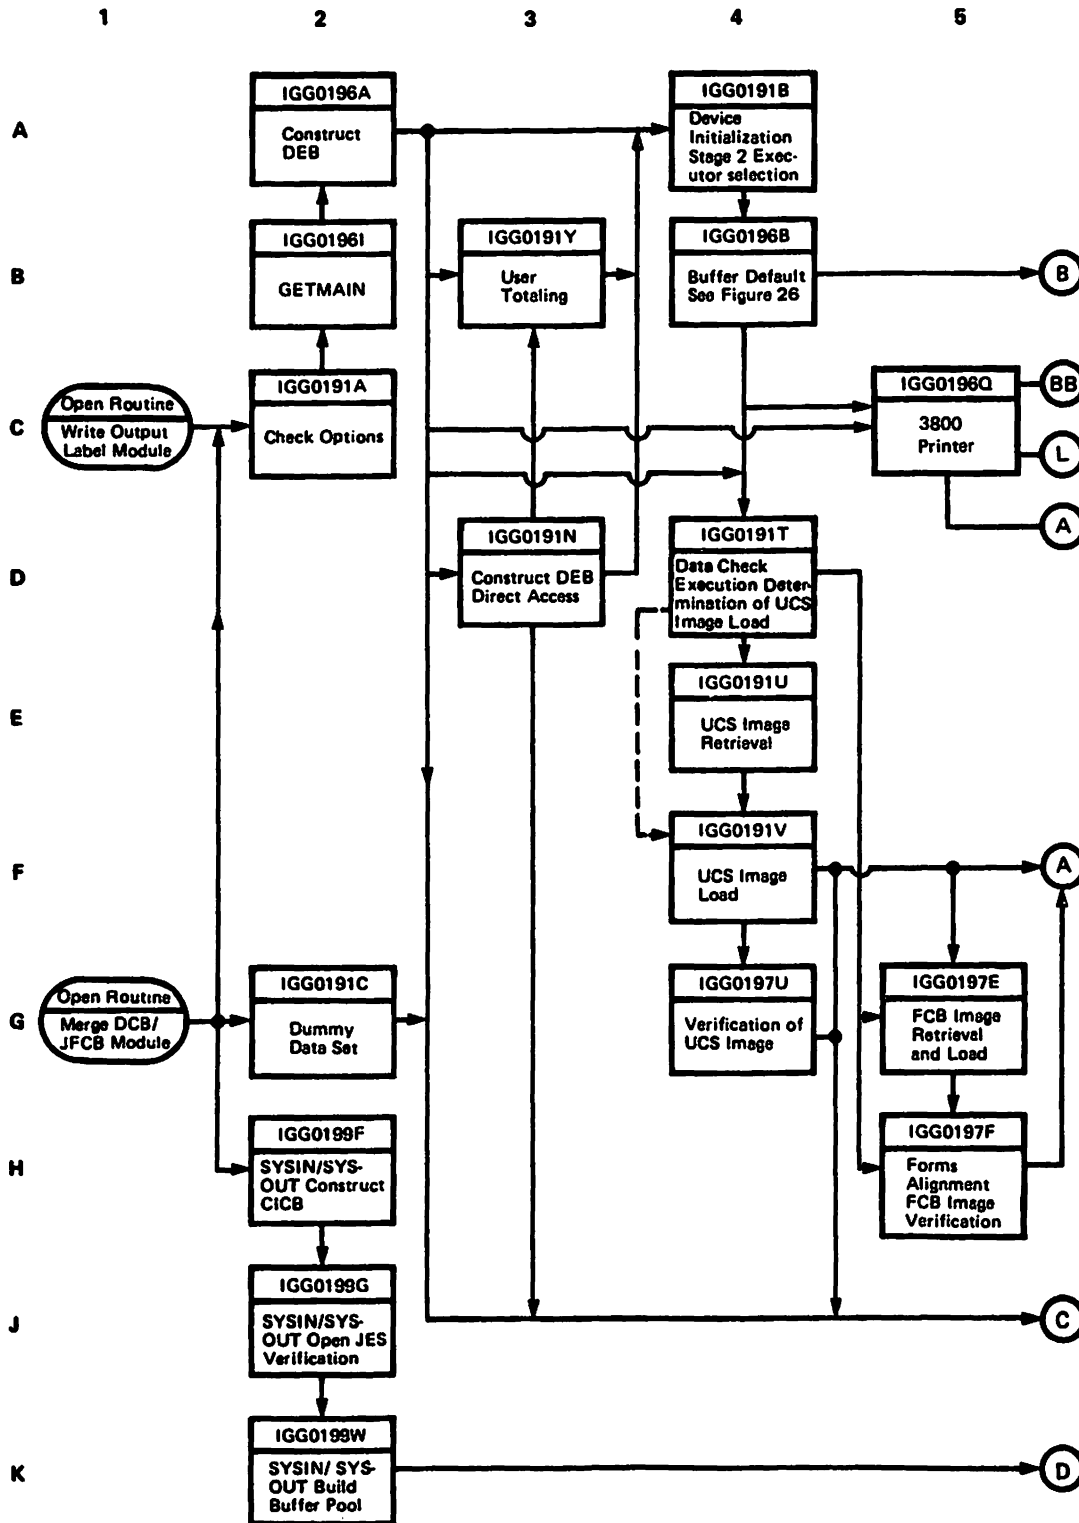 1 2 3 4 5
A
IGG0196A
Construct
DEB
IGG0191B
Device
Initialization
Stage 2 Exec-
utor selection
B
IGG0196I
GETMAIN
IGG0191Y
User
Totaling
IGG0196B
Buffer Default
See Figure 26
B
C
Open Routine
Write Output
Label Module
IGG0191A
Check Options
IGG0196Q
3800
Printer
BB
L
A
D
IGG0191N
Construct DEB
Direct Access
IGG0191T
Data Check
Execution Deter-
mination of UCS
Image Load
E
IGG0191U
UCS Image
Retrieval
F
IGG0191V
UCS Image
Load
A
G
Open Routine
Merge DCB/
JFCB Module
IGG0191C
Dummy
Data Set
IGG0197U
Verification of
UCS Image
IGG0197E
FCB Image
Retrieval
and Load
H
IGG0199F
SYSIN/SYS-
OUT Construct
CICB
IGG0197F
Forms
Alignment
FCB Image
Verification
J
IGG0199G
SYSIN/SYS-
OUT Open JES
Verification
C
K
IGG0199W
SYSIN/ SYS-
OUT Build
Buffer Pool
D